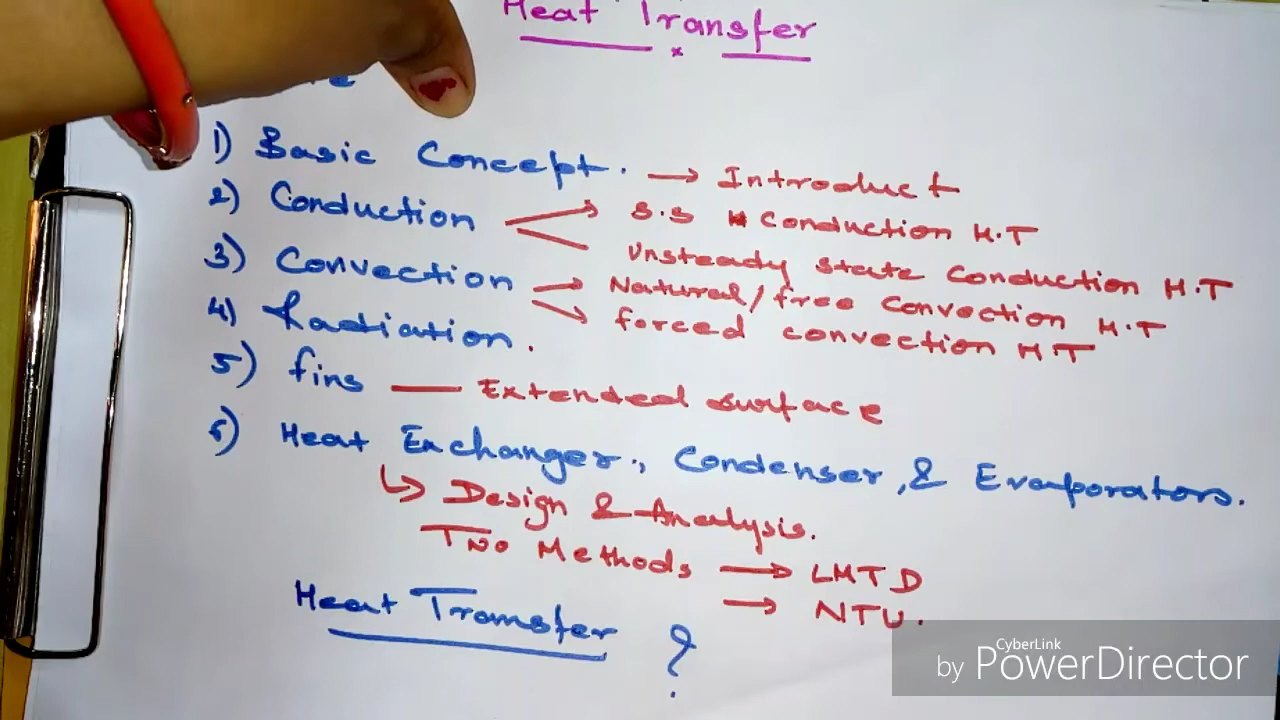 Heat Transfer
1) Basic Concept. → Introduct
2) Conduction
S.S Conduction H.T
Unsteady state Conduction H.T
3) Convection
Natural/free Convection H.T
forced convection H T
4) Radiation.
5) fins — Extended surface
6) Heat Exchanger, Condenser, & Evaporators.
↳ Design & Analysis.
Two Methods → LMTD
→ NTU.
Heat Transfer ?
CyberLink
by PowerDirector